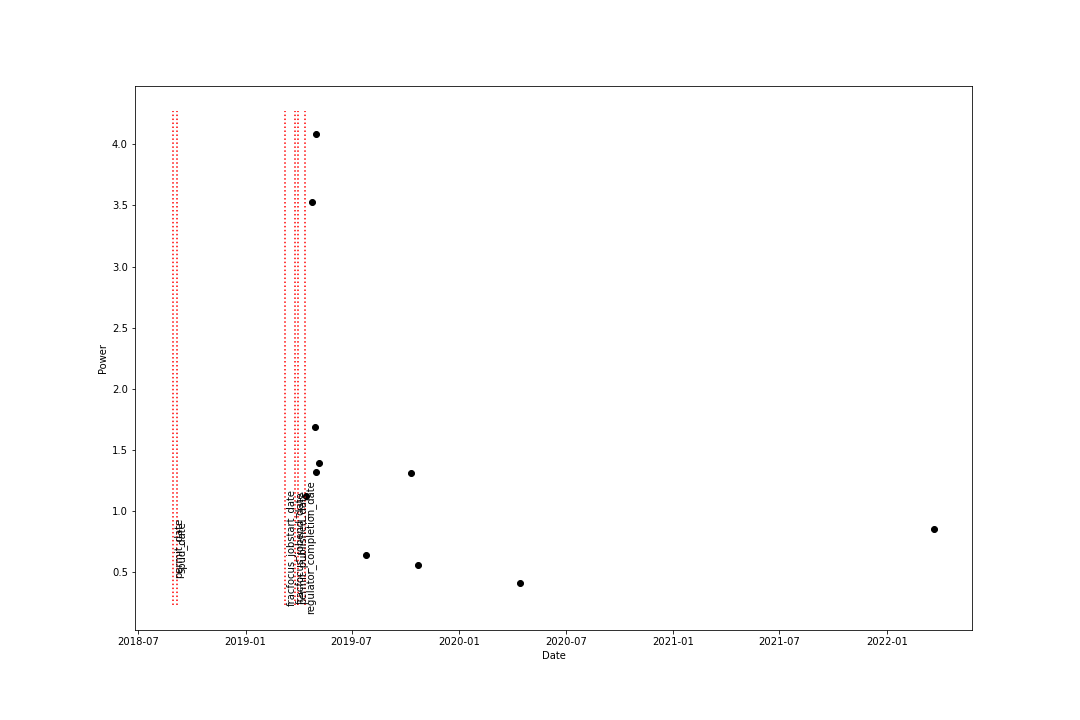 4.0
3.5
3.0
2.5
2.0
1.5
1.0
0.5
Power
permit_date
spud_date
fracfocus_jobstart_date
regulator_completion_date
2018-07
2019-01
2019-07
2020-01
2020-07
2021-01
2021-07
2022-01
Date